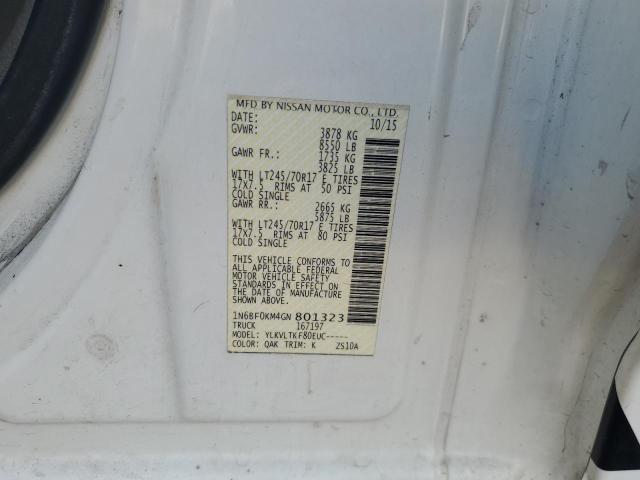 MFD BY NISSAN MOTOR CO., LTD.
DATE: 10/15
GVWR: 3878 KG
8550 LB
GAWR FR.: 1735 KG
3825 LB
WITH LT245/70R17 E TIRES
17X7.5 RIMS AT 50 PSI
COLD SINGLE
GAWR RR.: 2665 KG
5875 LB
WITH LT245/70R17 E TIRES
17X7.5 RIMS AT 80 PSI
COLD SINGLE
THIS VEHICLE CONFORMS TO
ALL APPLICABLE FEDERAL
MOTOR VEHICLE SAFETY
STANDARDS IN EFFECT ON
THE DATE OF MANUFACTURE
SHOWN ABOVE.
1N6BF0KM4GN 801323
TRUCK 167197
MODEL: YLKVLTKF80EUC-----
COLOR: QAK TRIM: K 2S10A